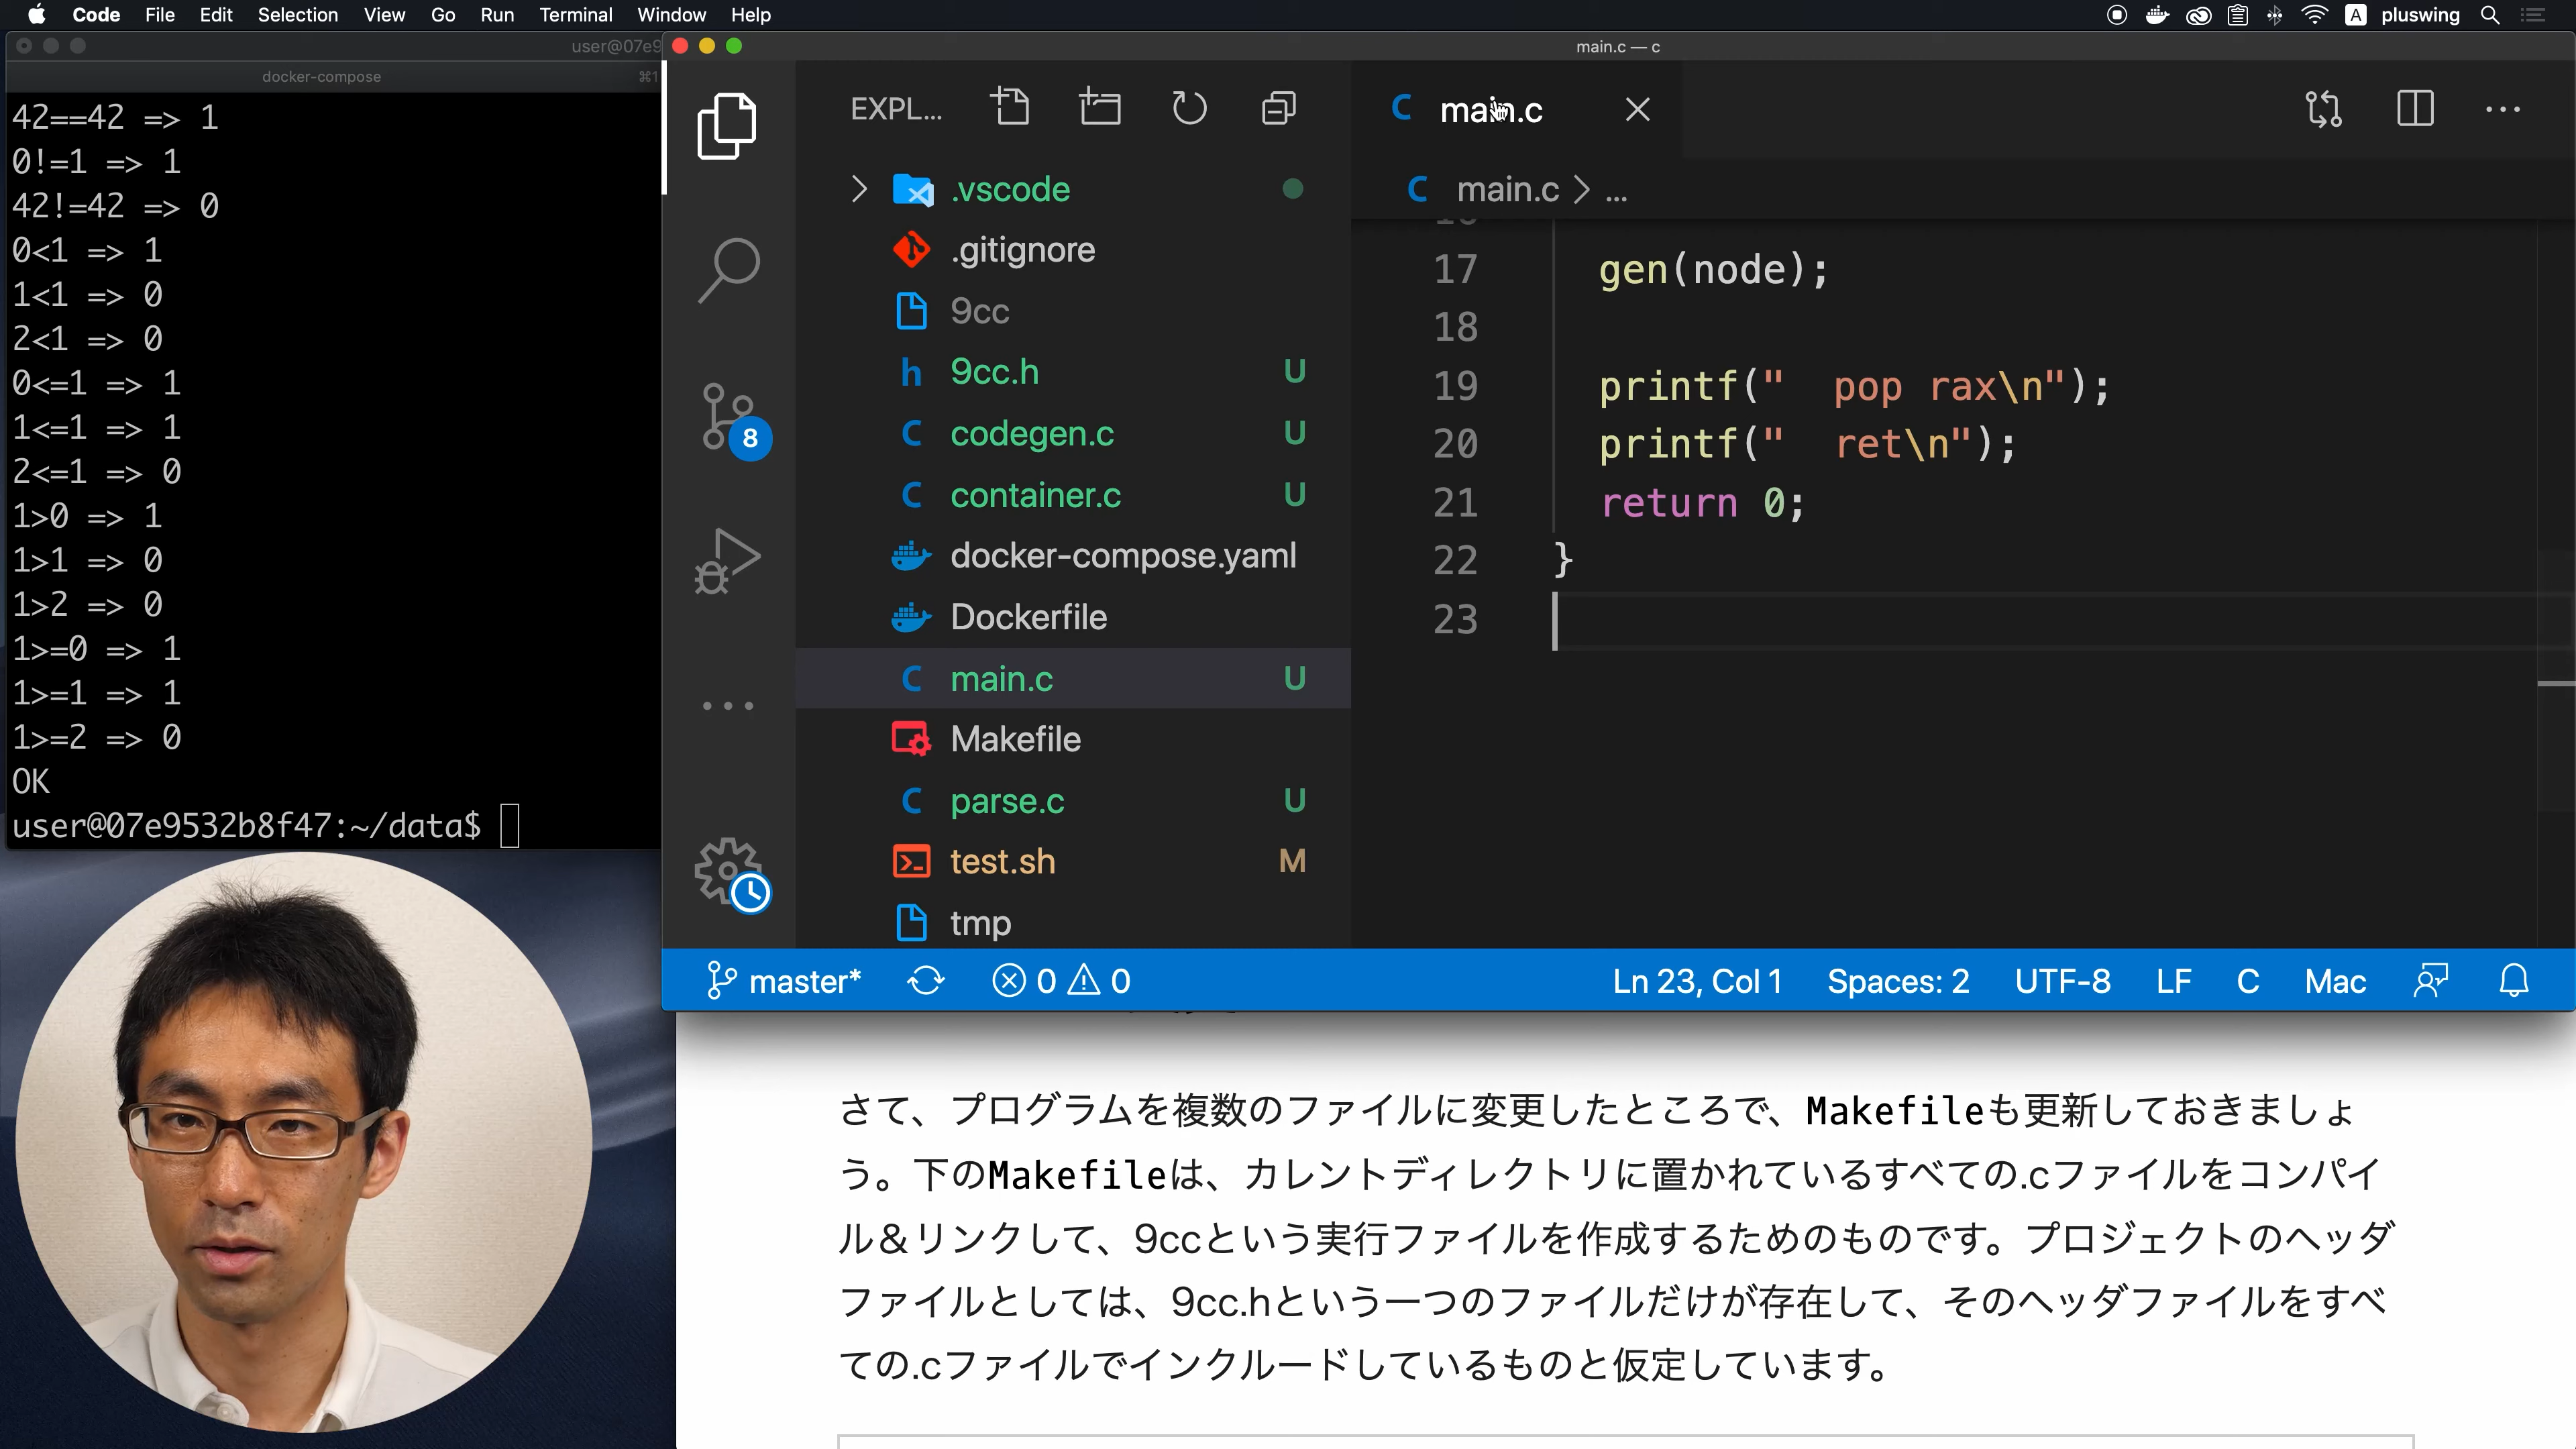 Code File Edit Selection View Go Run Terminal Window Help
A pluswing
user@07e9
docker-compose ⌘1
42==42 => 1
0!=1 => 1
42!=42 => 0
0<1 => 1
1<1 => 0
2<1 => 0
0<=1 => 1
1<=1 => 1
2<=1 => 0
1>0 => 1
1>1 => 0
1>2 => 0
1>=0 => 1
1>=1 => 1
1>=2 => 0
OK
user@07e9532b8f47:~/data$
main.c — c
EXPL...
.vscode
.gitignore
9cc
9cc.h U
codegen.c U
container.c U
docker-compose.yaml
Dockerfile
main.c U
Makefile
parse.c U
test.sh M
tmp
8
main.c
main.c > ...
17 gen(node);
18
19 printf("  pop rax\n");
20 printf("  ret\n");
21 return 0;
22 }
23
master* 0 0 Ln 23, Col 1 Spaces: 2 UTF-8 LF C Mac
さて、プログラムを複数のファイルに変更したところで、Makefileも更新しておきましょ
う。下のMakefileは、カレントディレクトリに置かれているすべての.cファイルをコンパイ
ル＆リンクして、9ccという実行ファイルを作成するためのものです。プロジェクトのヘッダ
ファイルとしては、9cc.hという一つのファイルだけが存在して、そのヘッダファイルをすべ
ての.cファイルでインクルードしているものと仮定しています。